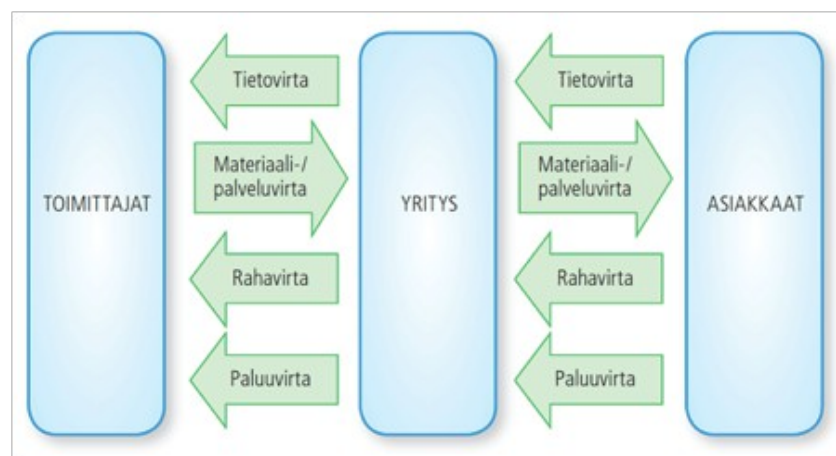 Tietovirta
Tietovirta
Materiaali-/
palveluvirta
Materiaali-/
palveluvirta
TOIMITTAJAT
YRITYS
ASIAKKAAT
Rahavirta
Rahavirta
Paluuvirta
Paluuvirta